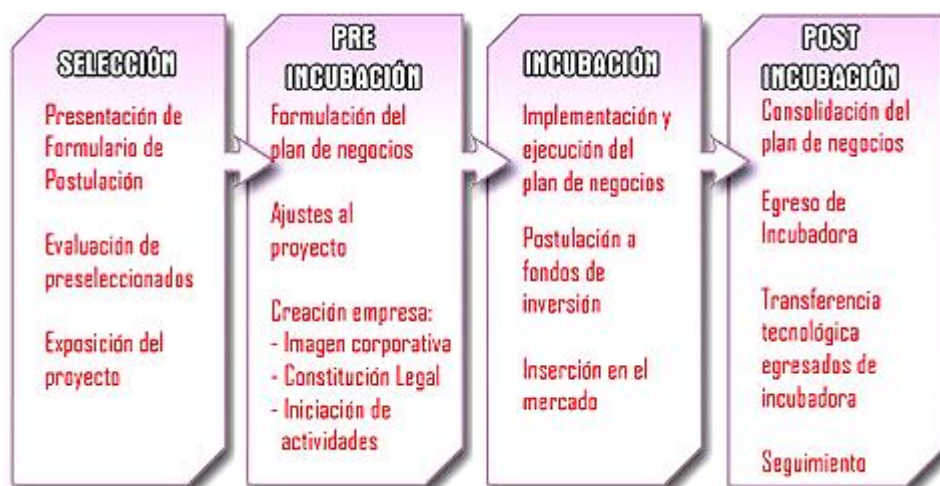 SELECCIÓN
Presentación de
Formulario de
Postulación
Evaluación de
preseleccionados
Exposición del
proyecto
PRE
INCUBACIÓN
Formulación del
plan de negocios
Ajustes al
proyecto
Creación empresa:
- Imagen corporativa
- Constitución Legal
- Iniciación de
actividades
INCUBACIÓN
Implementación y
ejecución del
plan de negocios
Postulación a
fondos de
inversión
Inserción en el
mercado
POST
INCUBACIÓN
Consolidación del
plan de negocios
Egreso de
Incubadora
Transferencia
tecnológica
egresados de
incubadora
Seguimiento